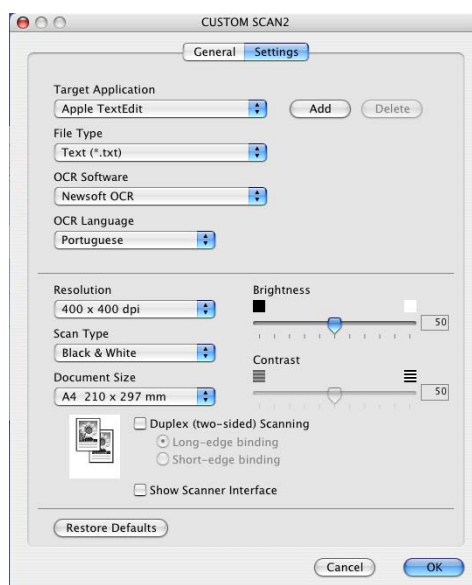 CUSTOM SCAN2
General Settings
Target Application
Apple TextEdit Add Delete
File Type
Text (*.txt)
OCR Software
Newsoft OCR
OCR Language
Portuguese
Resolution Brightness
400 x 400 dpi
50
Scan Type
Black & White
Contrast
Document Size
A4 210 x 297 mm 50
Duplex (two-sided) Scanning
Long-edge binding
Short-edge binding
Show Scanner Interface
Restore Defaults
Cancel OK